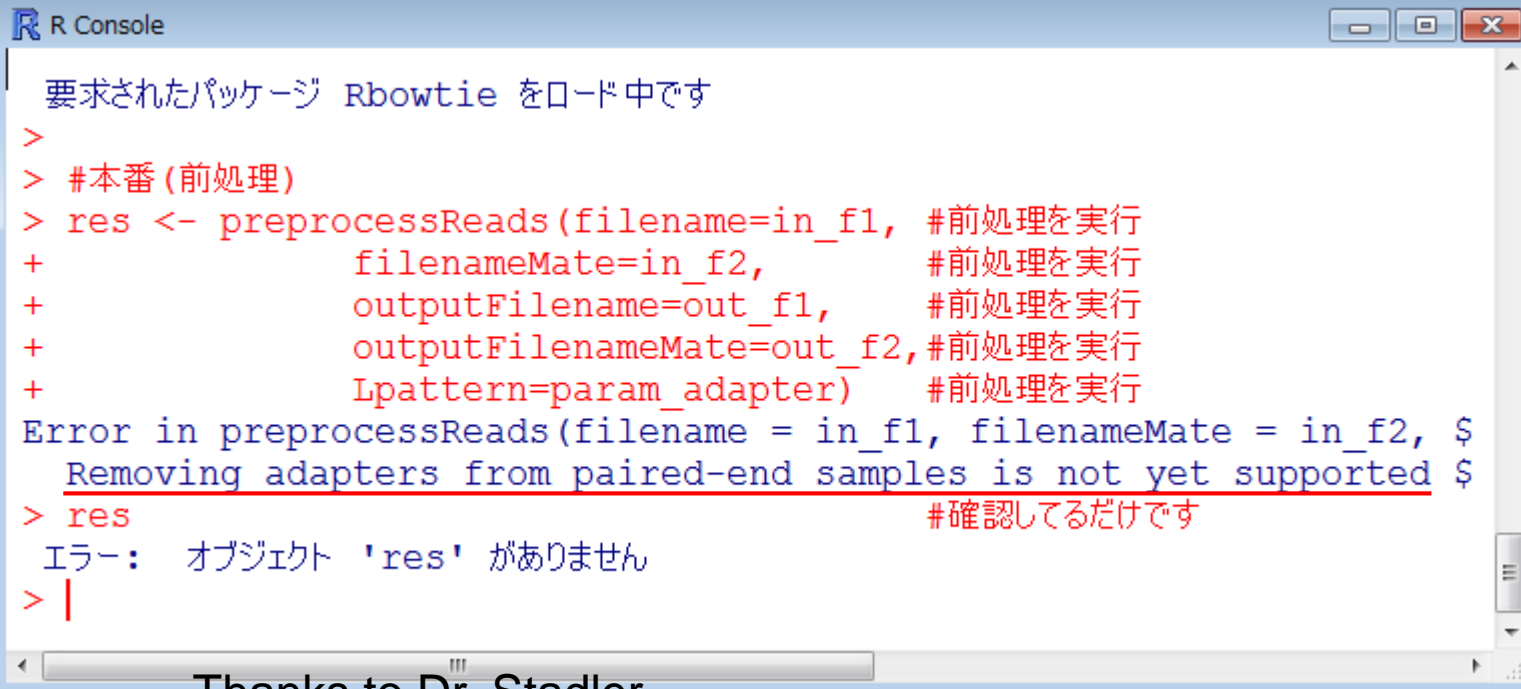 R Console
要求されたパッケージ Rbowtie をロード中です
>
> #本番(前処理)
> res <- preprocessReads(filename=in_f1, #前処理を実行
+ filenameMate=in_f2, #前処理を実行
+ outputFilename=out_f1, #前処理を実行
+ outputFilenameMate=out_f2,#前処理を実行
+ Lpattern=param_adapter) #前処理を実行
Error in preprocessReads(filename = in_f1, filenameMate = in_f2, $
Removing adapters from paired-end samples is not yet supported $
> res #確認してるだけです
エラー: オブジェクト 'res' がありません
>
Thanks to Dr. Stadler